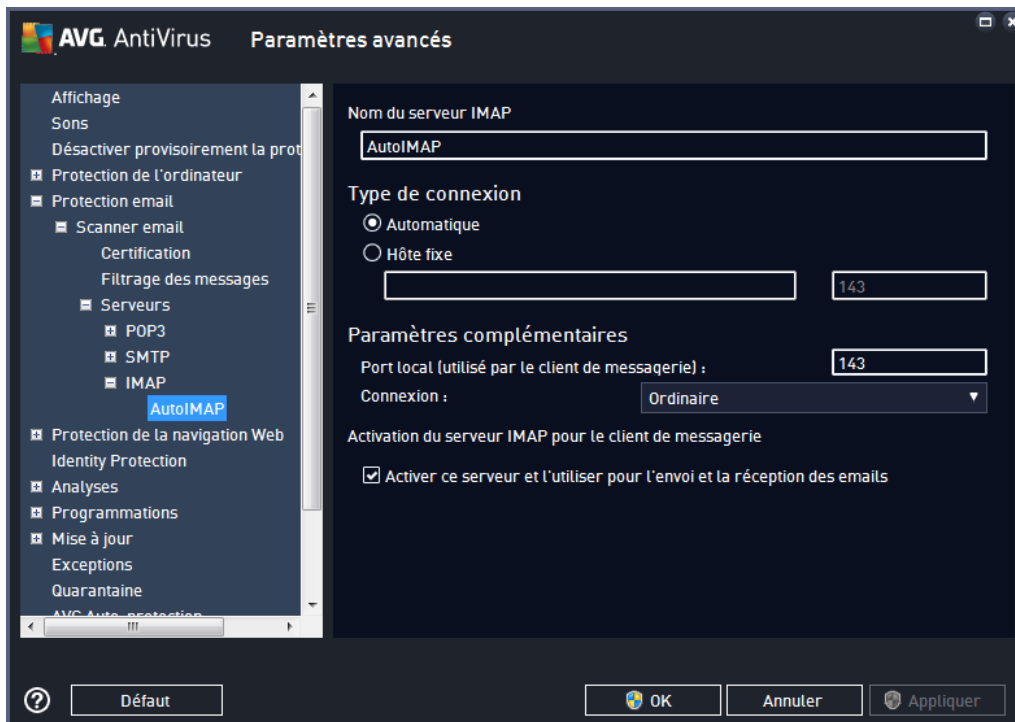 AVG AntiVirus Paramètres avancés
Affichage
Sons
Désactiver provisoirement la prot
Protection de l'ordinateur
Protection email
Scanner email
Certification
Filtrage des messages
Serveurs
POP3
SMTP
IMAP
AutoIMAP
Protection de la navigation Web
Identity Protection
Analyses
Programmations
Mise à jour
Exceptions
Quarantaine
AVG Auto-protection
Nom du serveur IMAP
AutoIMAP
Type de connexion
Automatique
Hôte fixe
143
Paramètres complémentaires
Port local (utilisé par le client de messagerie) : 143
Connexion : Ordinaire
Activation du serveur IMAP pour le client de messagerie
Activer ce serveur et l'utiliser pour l'envoi et la réception des emails
? Défaut OK Annuler Appliquer